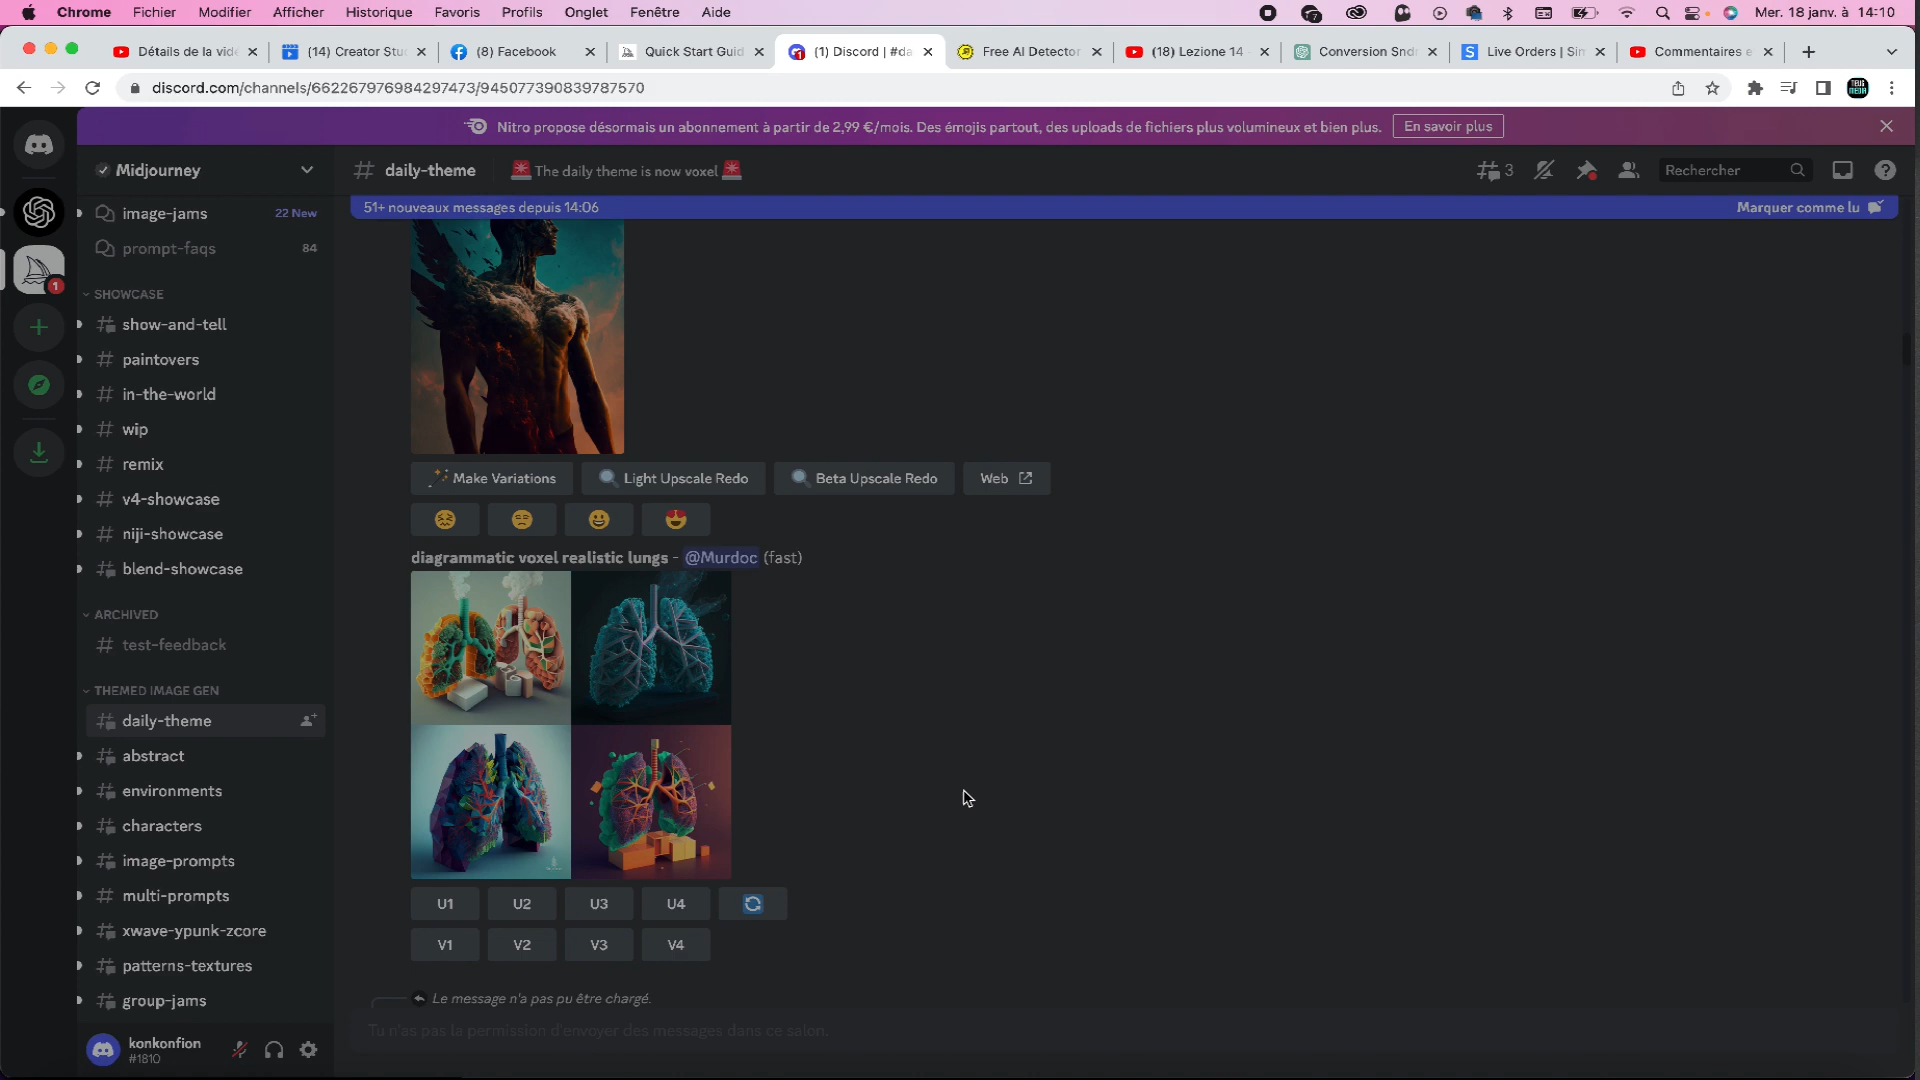 Chrome Fichier Modifier Afficher Historique Favoris Profils Onglet Fenêtre Aide
7
Mer. 18 janv. à 14:10
Détails de la vid
(14) Creator Stu
(8) Facebook
Quick Start Guid
(1) Discord | #da
Free AI Detector
(18) Lezione 14
Conversion Snd
Live Orders | Sim
Commentaires e
discord.com/channels/662267976984297473/945077390839787570
Nitro propose désormais un abonnement à partir de 2,99 €/mois. Des émojis partout, des uploads de fichiers plus volumineux et bien plus.
En savoir plus
Midjourney
daily-theme
The daily theme is now voxel
3
Rechercher
51+ nouveaux messages depuis 14:06
Marquer comme lu
image-jams
22 New
prompt-faqs
84
1
SHOWCASE
show-and-tell
paintovers
in-the-world
wip
remix
v4-showcase
niji-showcase
blend-showcase
ARCHIVED
test-feedback
THEMED IMAGE GEN
daily-theme
abstract
environments
characters
image-prompts
multi-prompts
xwave-ypunk-zcore
patterns-textures
group-jams
konkonfion
#1810
Make Variations
Light Upscale Redo
Beta Upscale Redo
Web
diagrammatic voxel realistic lungs - @Murdoc (fast)
U1 U2 U3 U4
V1 V2 V3 V4
Le message n'a pas pu être chargé.
Tu n'as pas la permission d'envoyer des messages dans ce salon.